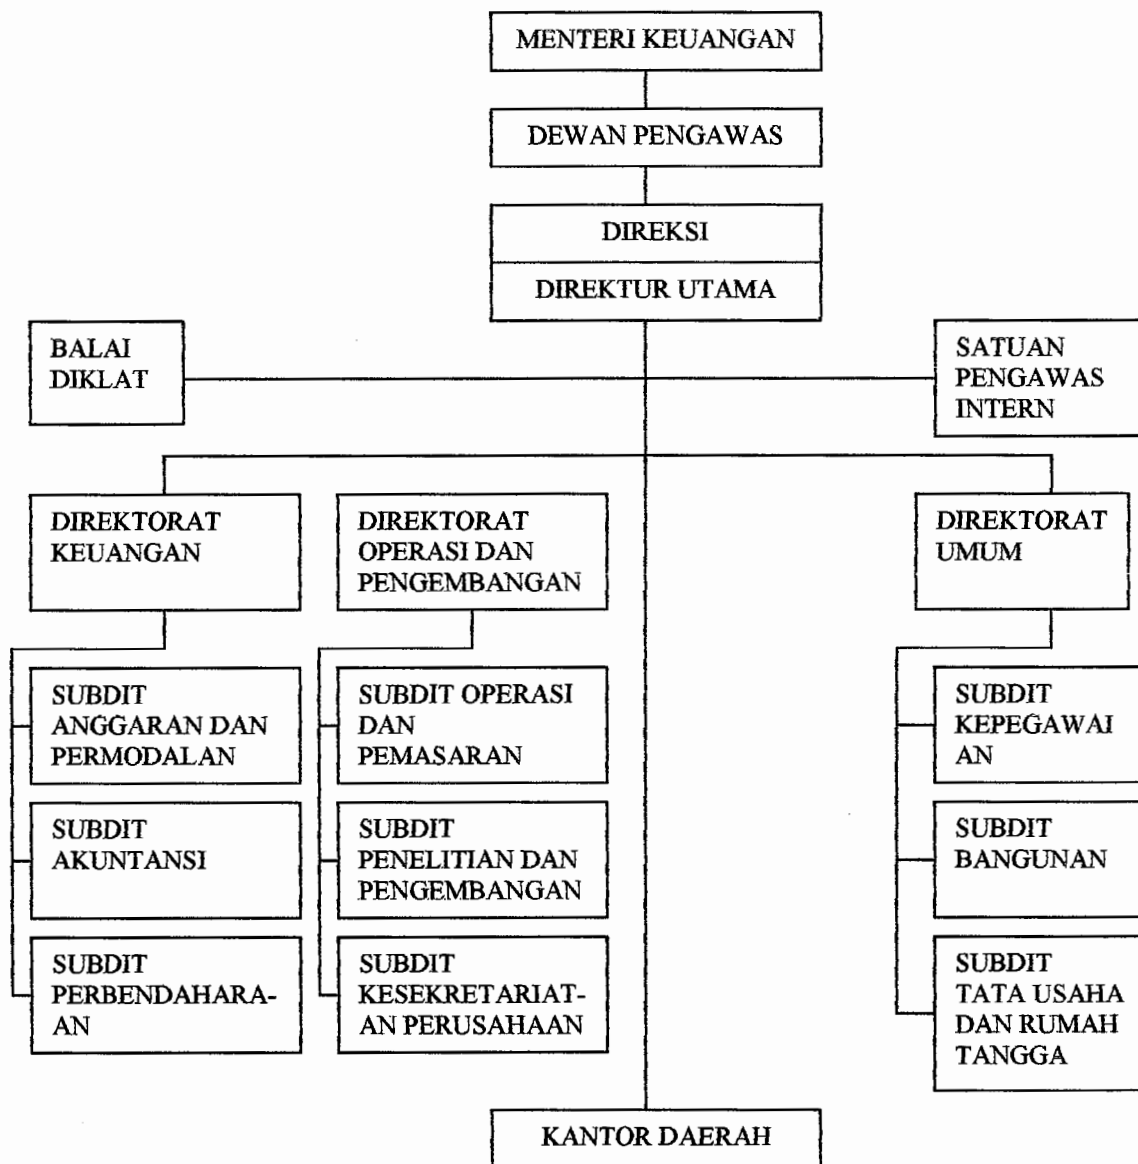 MENTERI KEUANGAN
DEWAN PENGAWAS
DIREKSI
DIREKTUR UTAMA
BALAI
DIKLAT
SATUAN
PENGAWAS
INTERN
DIREKTORAT
KEUANGAN
DIREKTORAT
OPERASI DAN
PENGEMBANGAN
DIREKTORAT
UMUM
SUBDIT
ANGGARAN DAN
PERMODALAN
SUBDIT OPERASI
DAN
PEMASARAN
SUBDIT
KEPEGAWAI
AN
SUBDIT
AKUNTANSI
SUBDIT
PENELITIAN DAN
PENGEMBANGAN
SUBDIT
BANGUNAN
SUBDIT
PERBENDAHARA-
AN
SUBDIT
KESEKRETARIAT-
AN PERUSAHAAN
SUBDIT
TATA USAHA
DAN RUMAH
TANGGA
KANTOR DAERAH